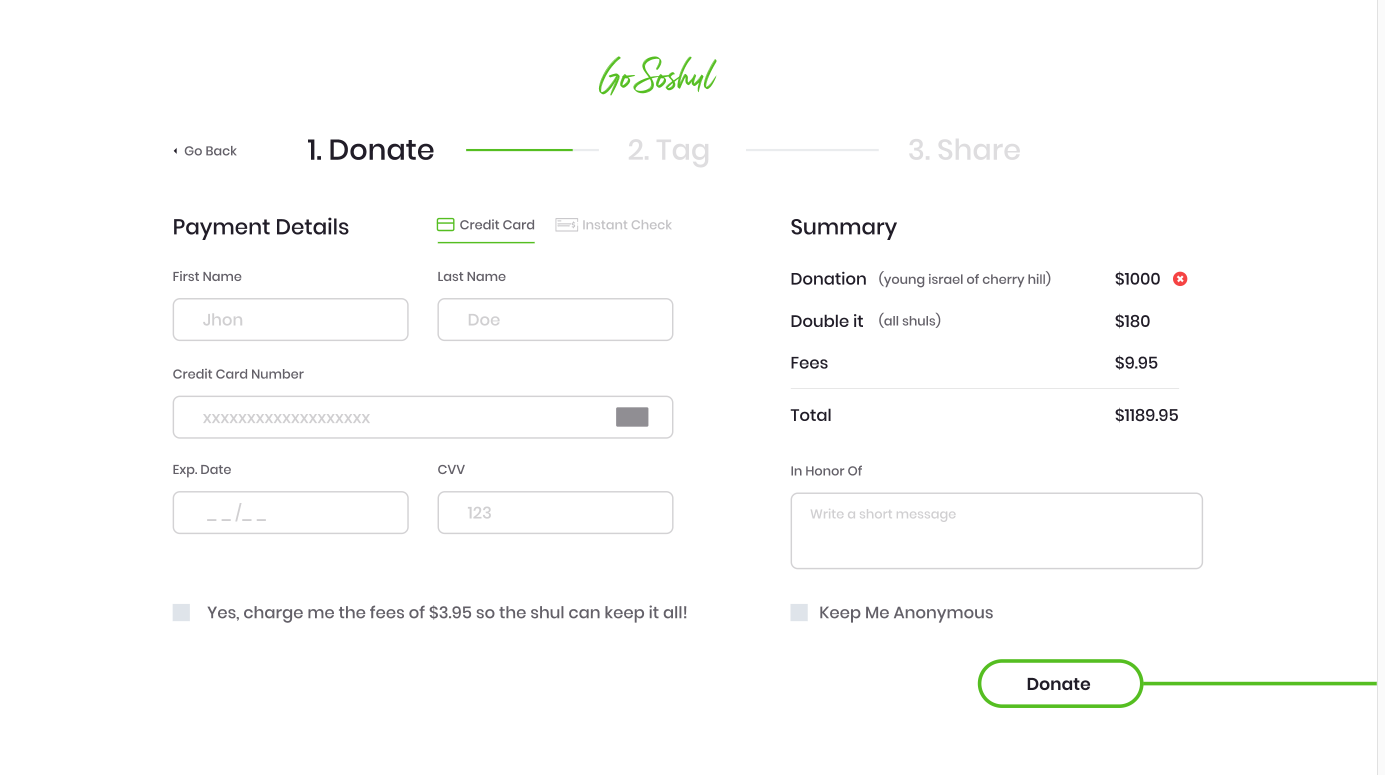 Go Soshul
Go Back
1. Donate
2. Tag
3. Share
Payment Details
Credit Card
Instant Check
First Name
Last Name
Jhon
Doe
Credit Card Number
xxxxxxxxxxxxxxxxxxx
Exp. Date
CVV
_ _ /_ _
123
Yes, charge me the fees of $3.95 so the shul can keep it all!
Summary
Donation (young israel of cherry hill) $1000
Double it (all shuls) $180
Fees $9.95
Total $1189.95
In Honor Of
Write a short message
Keep Me Anonymous
Donate